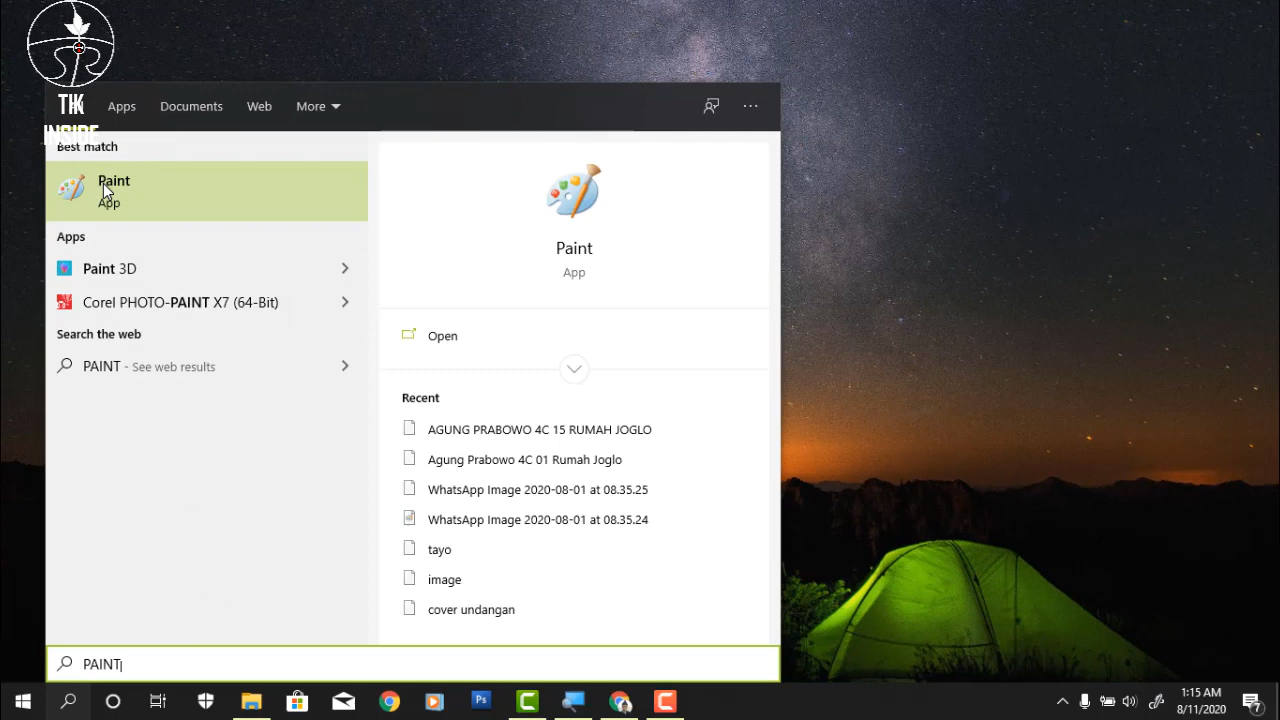 TIK
INSIDE
Apps Documents Web More
Best match
Paint
App
Apps
Paint 3D
Corel PHOTO-PAINT X7 (64-Bit)
Search the web
PAINT - See web results
Paint
App
Open
Recent
AGUNG PRABOWO 4C 15 RUMAH JOGLO
Agung Prabowo 4C 01 Rumah Joglo
WhatsApp Image 2020-08-01 at 08.35.25
WhatsApp Image 2020-08-01 at 08.35.24
tayo
image
cover undangan
PAINT
Ps
1:15 AM
8/11/2020
7